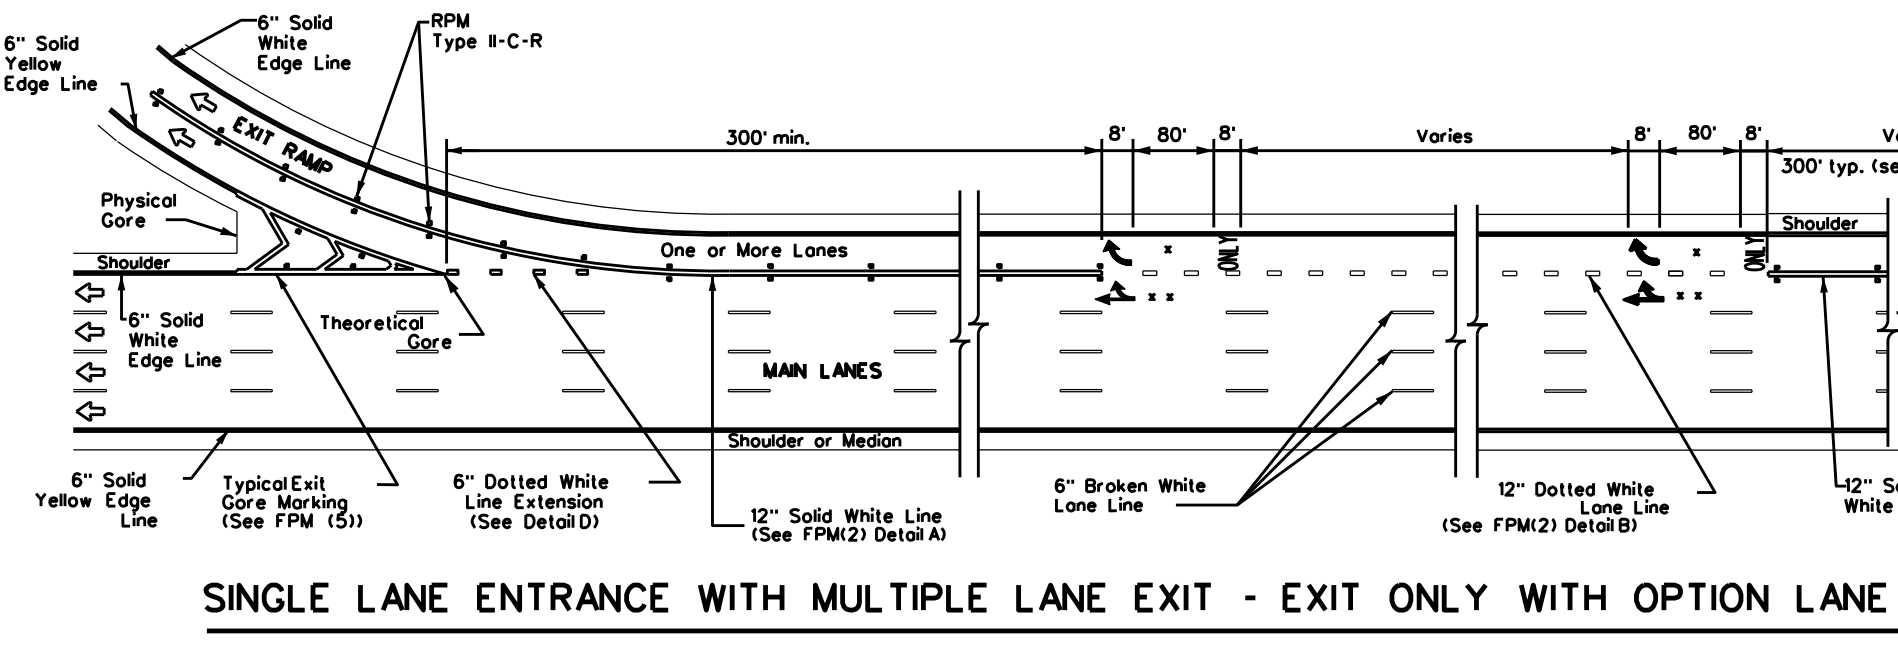 6" Solid
White
Edge Line
RPM
Type II-C-R
6" Solid
Yellow
Edge Line
EXIT RAMP
300' min.
8'
80'
8'
Varies
8'
80'
8'
300' typ. (se
Physical
Gore
Shoulder
One or More Lanes
ONLY
ONLY
Shoulder
6" Solid
White
Edge Line
Theoretical
Gore
MAIN LANES
Shoulder or Median
6" Solid
Yellow Edge
Line
Typical Exit
Gore Marking
(See FPM (5))
6" Dotted White
Line Extension
(See Detail D)
12" Solid White Line
(See FPM(2) Detail A)
6" Broken White
Lane Line
12" Dotted White
Lane Line
(See FPM(2) Detail B)
12" So
White
SINGLE LANE ENTRANCE WITH MULTIPLE LANE EXIT - EXIT ONLY WITH OPTION LANE